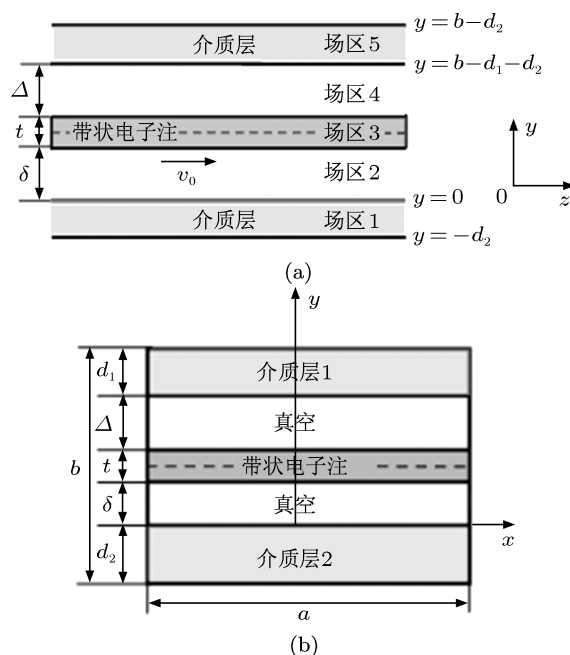 y=b−d₂
介质层 场区5
y=b−d₁−d₂
Δ 场区4
t 带状电子注 场区3
y
δ v₀ 场区2
y=0 0 z
介质层 场区1
y=−d₂
(a)
y
d₁ 介质层1
Δ 真空
b t 带状电子注
δ 真空
x
d₂ 介质层2
a
(b)